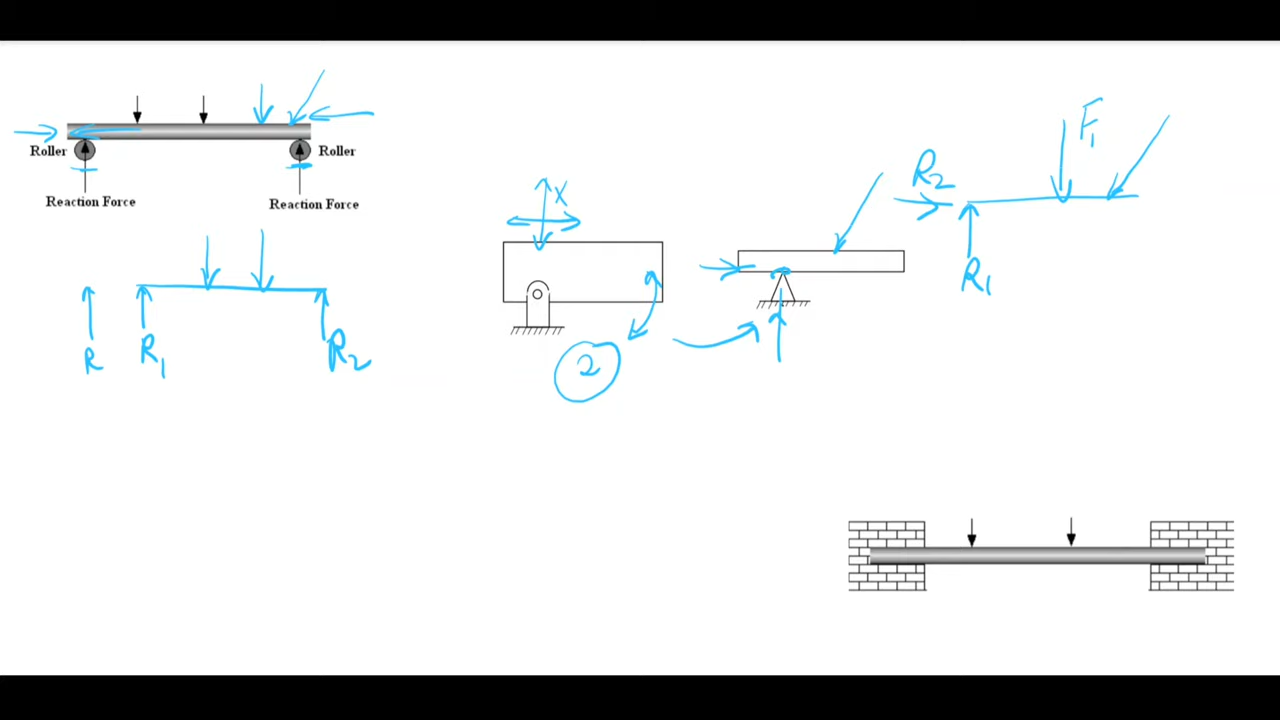 Roller
Roller
Reaction Force
Reaction Force
R
R1
R2
X
2
R2
F1
R1